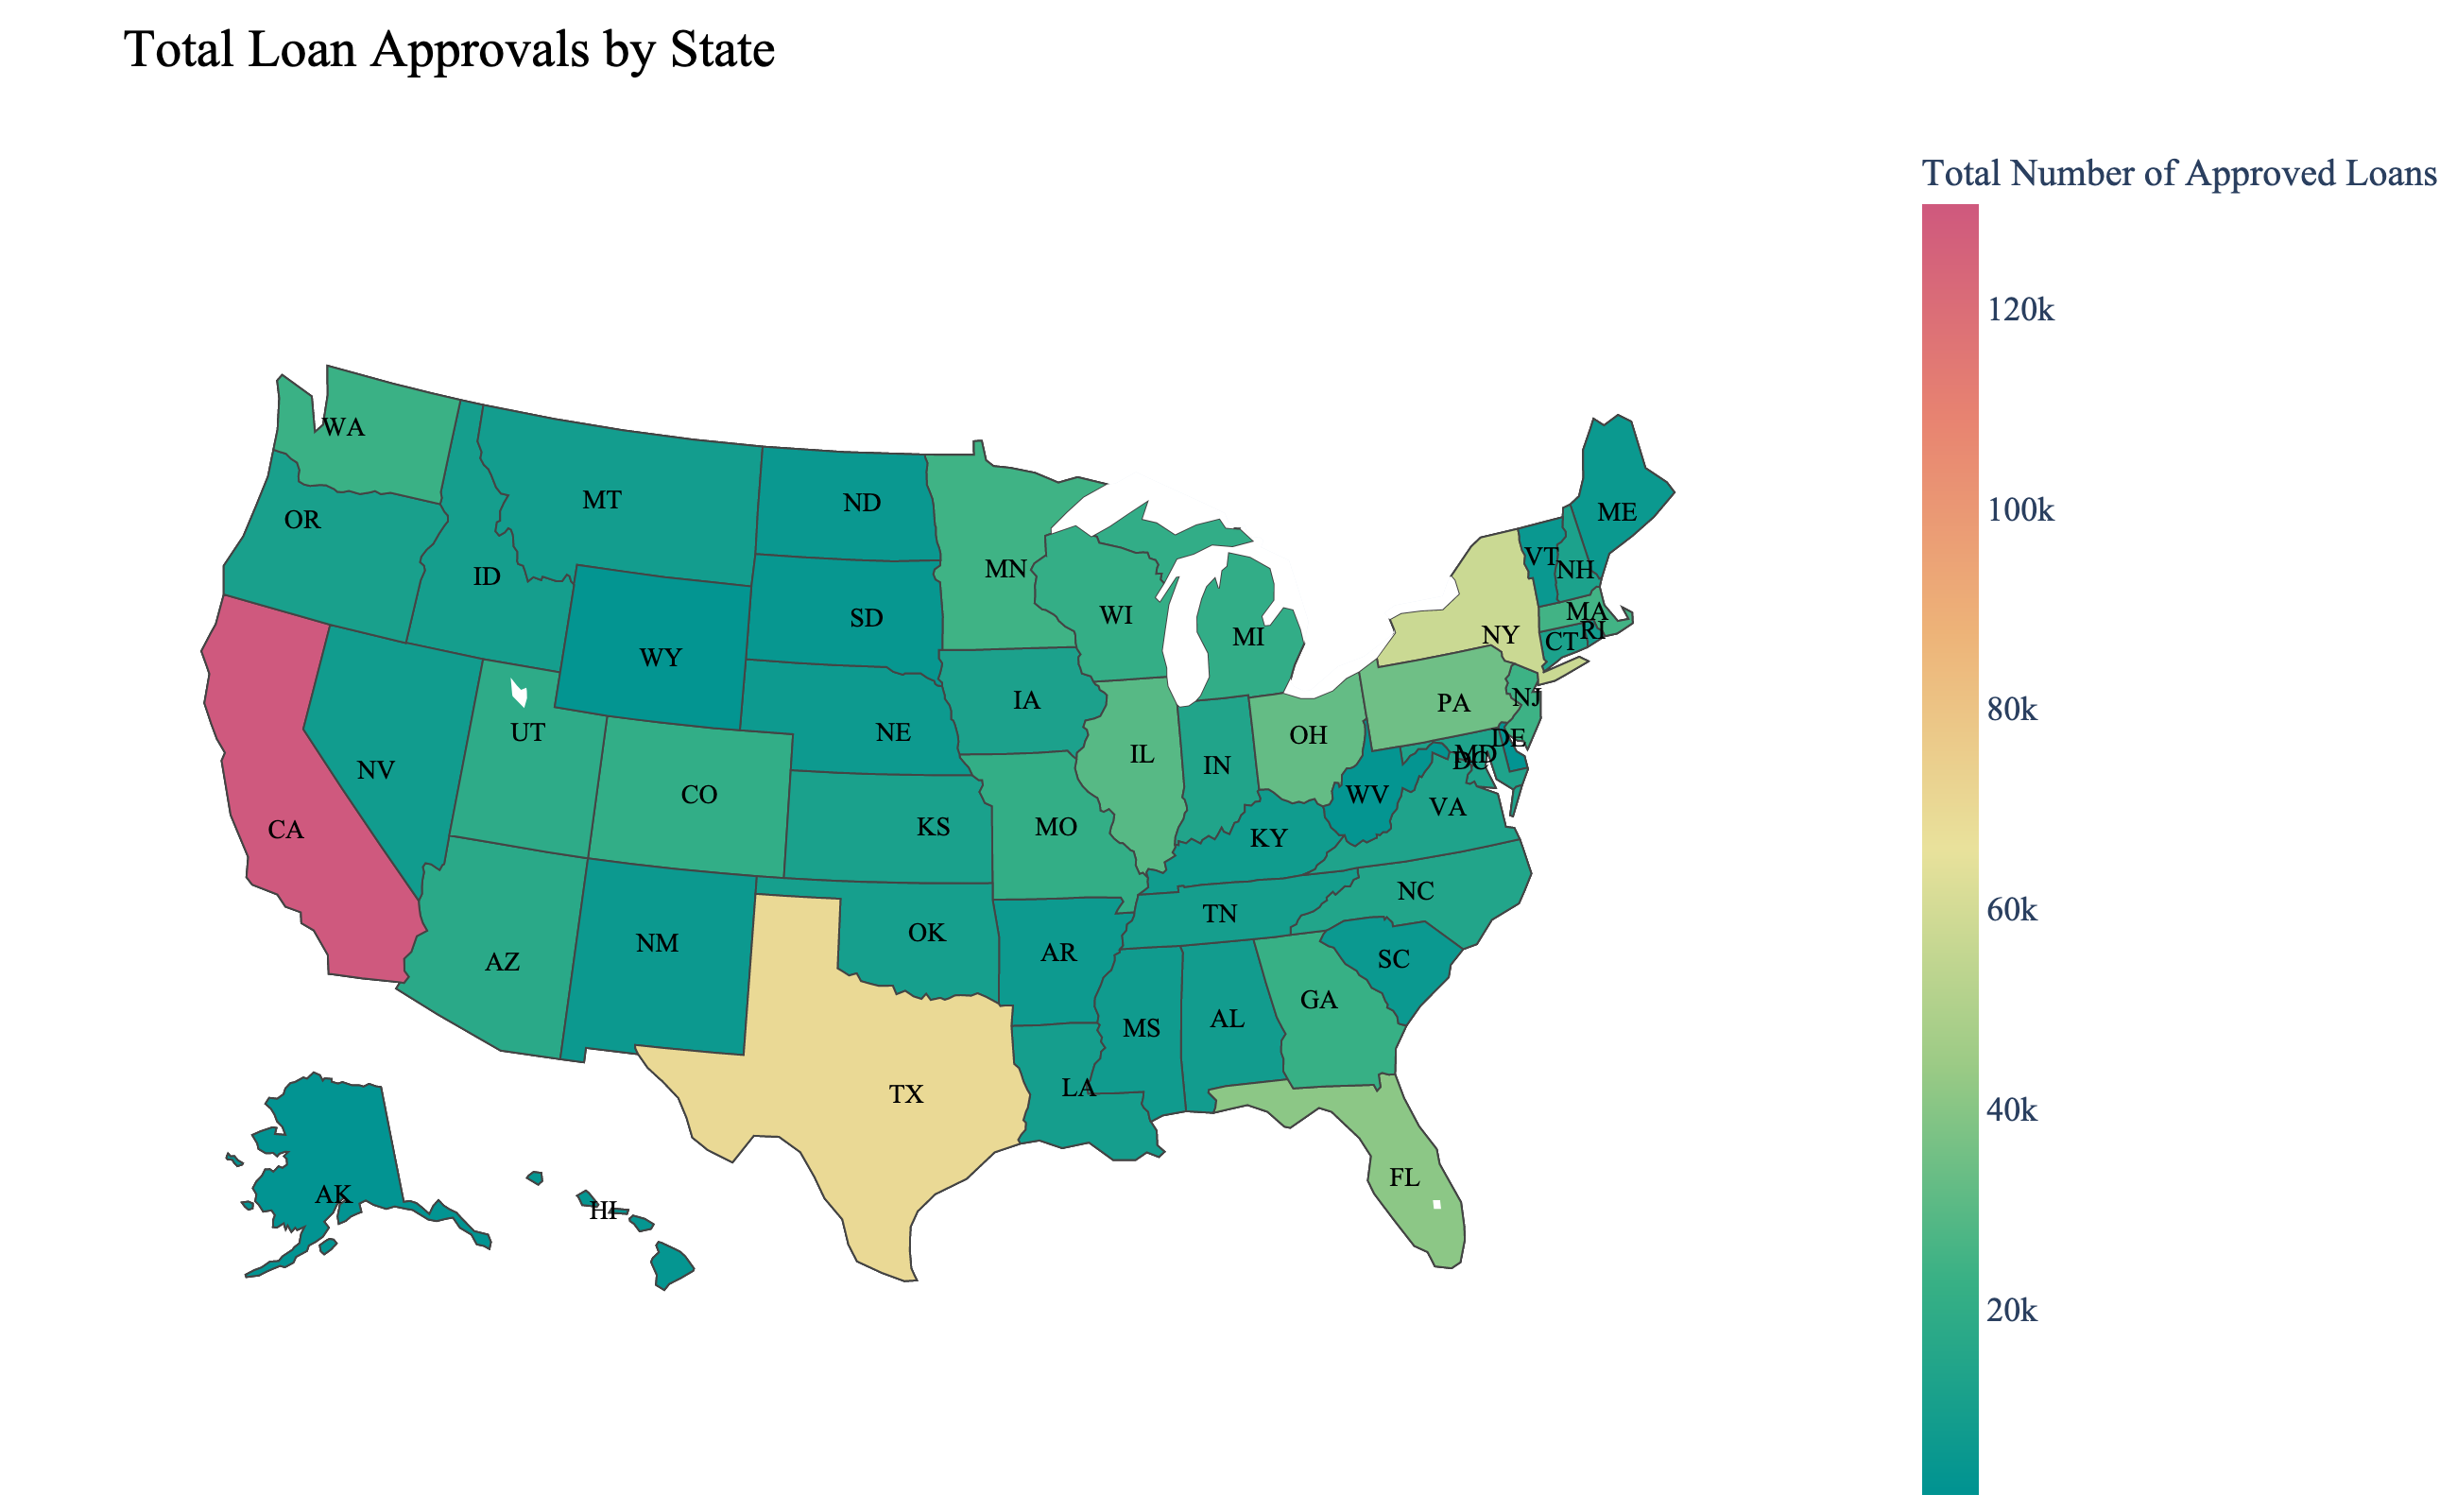 Total Loan Approvals by State
Total Number of Approved Loans
120k
100k
80k
60k
40k
20k
WA
OR
ID
MT
ND
MN
WI
MI
ME
VT
NH
MA
RI
CT
NY
SD
WY
IA
NE
UT
NV
CA
CO
KS
MO
IL
IN
OH
PA
NJ
DE
MD
DC
WV
VA
KY
TN
NC
SC
AZ
NM
OK
AR
MS
AL
GA
LA
TX
FL
AK
HI